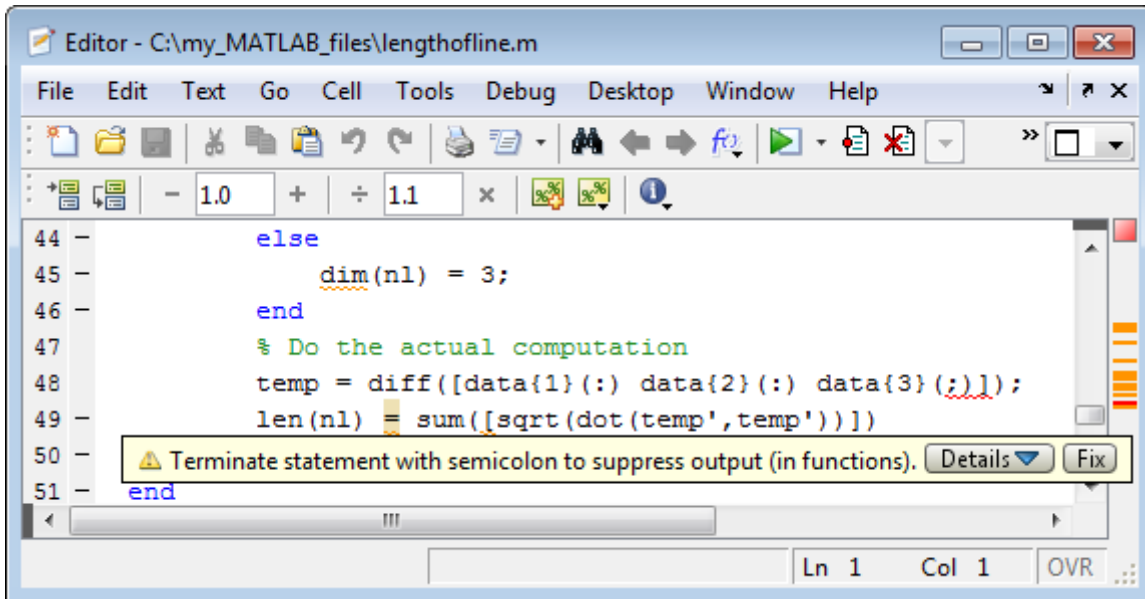 Editor - C:\my_MATLAB_files\lengthofline.m
File Edit Text Go Cell Tools Debug Desktop Window Help
- 1.0 + ÷ 1.1 ×
44 - else
45 - dim(nl) = 3;
46 - end
47 % Do the actual computation
48 temp = diff([data{1}(:) data{2}(:) data{3}(;)]);
49 - len(nl) = sum([sqrt(dot(temp',temp'))])
50 - Terminate statement with semicolon to suppress output (in functions). Details Fix
51 - end
Ln 1 Col 1 OVR